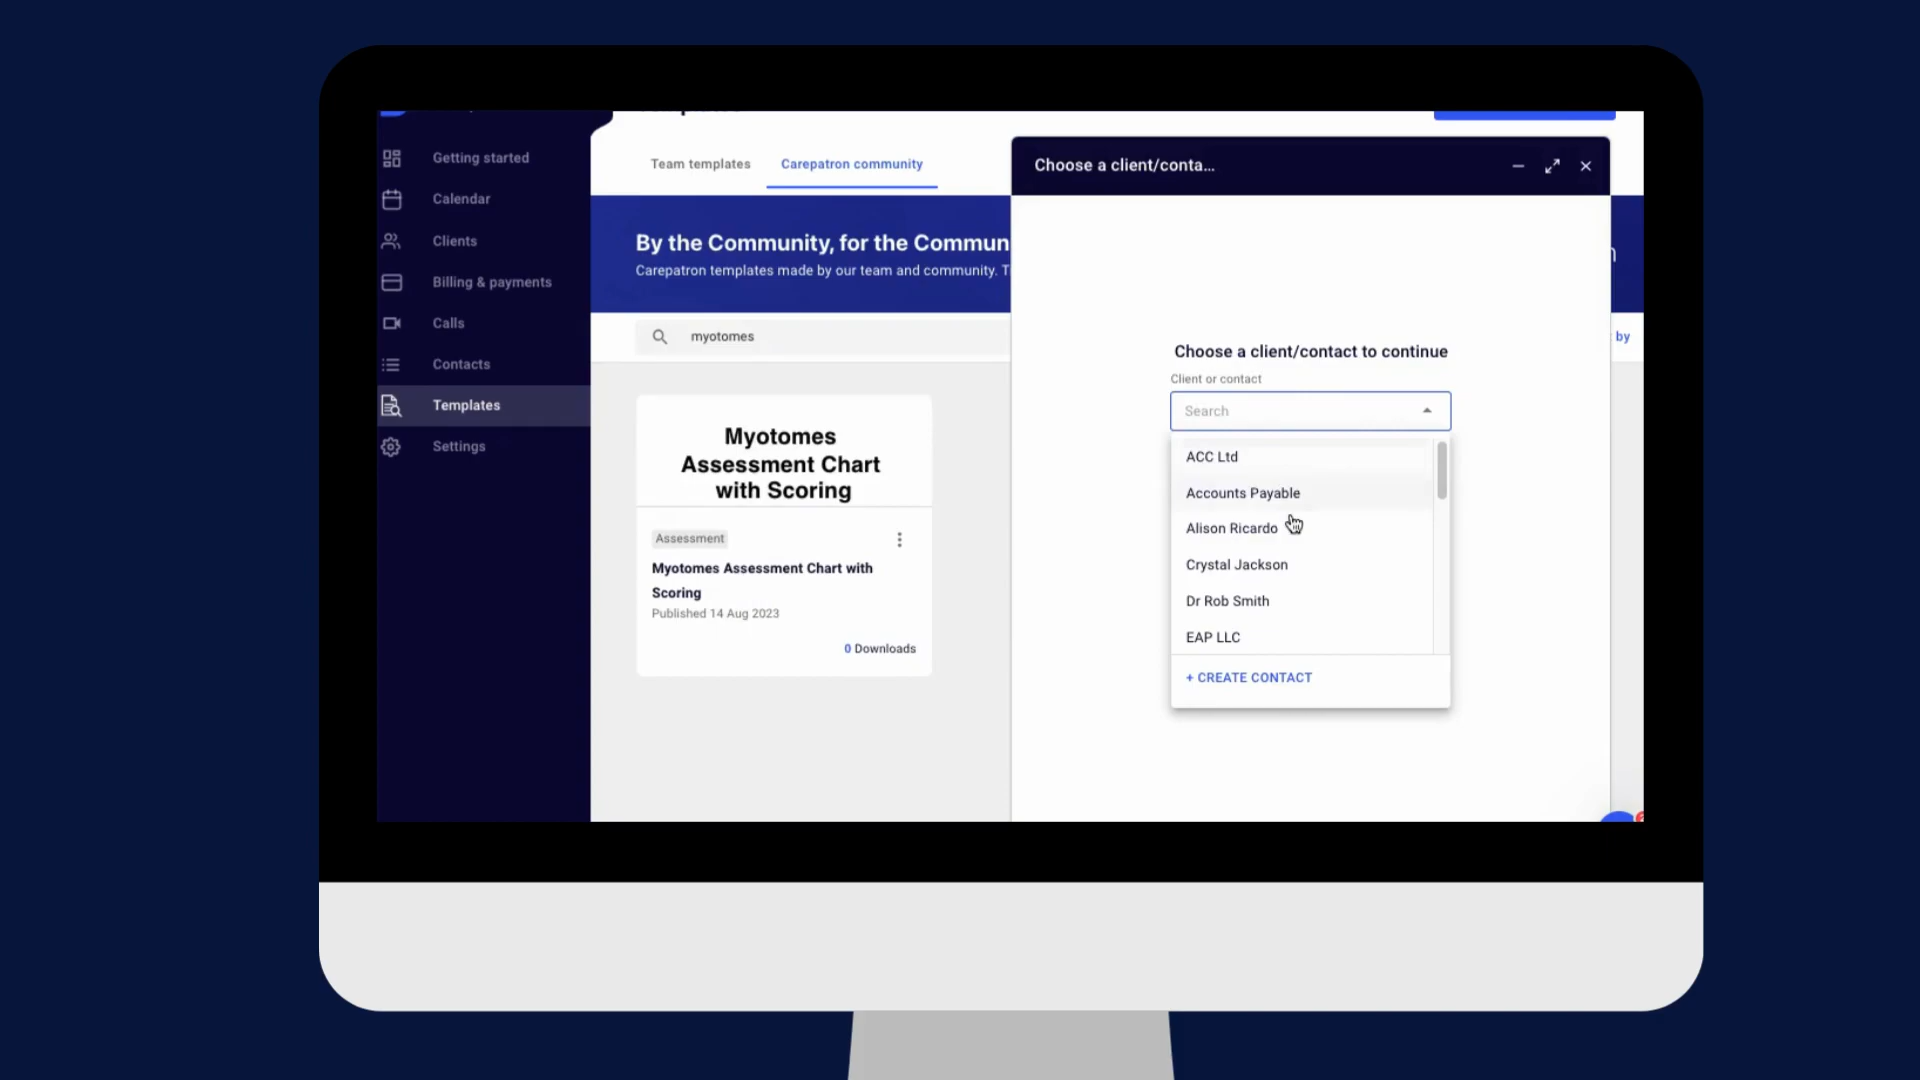 Getting started
Calendar
Clients
Billing & payments
Calls
Contacts
Templates
Settings
Team templates
Carepatron community
By the Community, for the Commun
Carepatron templates made by our team and community. T
myotomes
by
Myotomes
Assessment Chart
with Scoring
Assessment
Myotomes Assessment Chart with
Scoring
Published 14 Aug 2023
0 Downloads
Choose a client/conta...
Choose a client/contact to continue
Client or contact
Search
ACC Ltd
Accounts Payable
Alison Ricardo
Crystal Jackson
Dr Rob Smith
EAP LLC
+ CREATE CONTACT